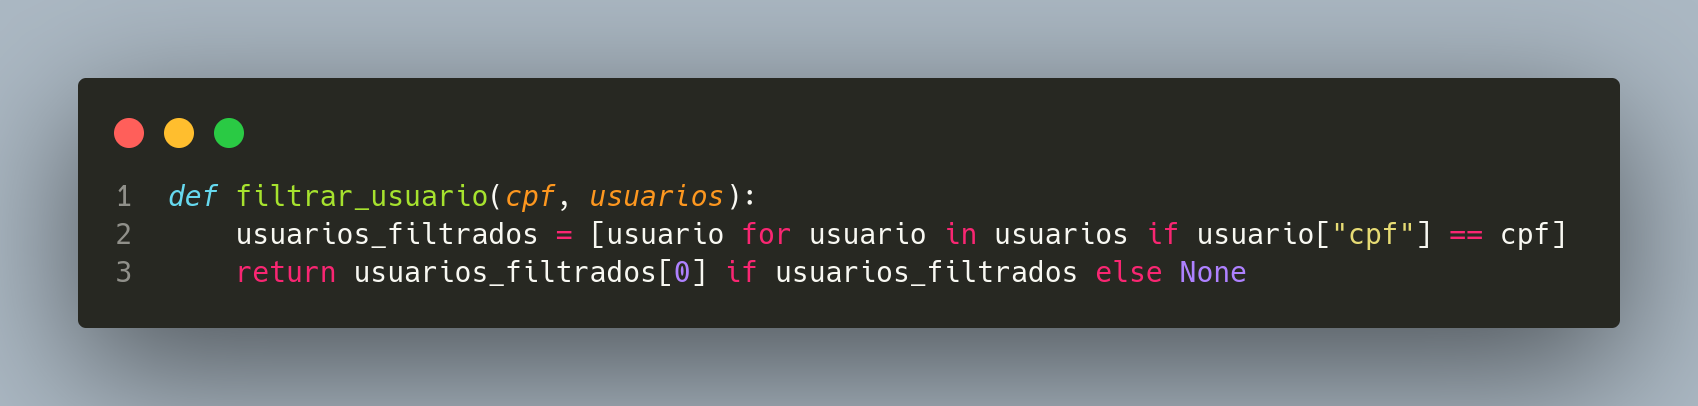 1 def filtrar_usuario(cpf, usuarios):
2     usuarios_filtrados = [usuario for usuario in usuarios if usuario["cpf"] == cpf]
3     return usuarios_filtrados[0] if usuarios_filtrados else None